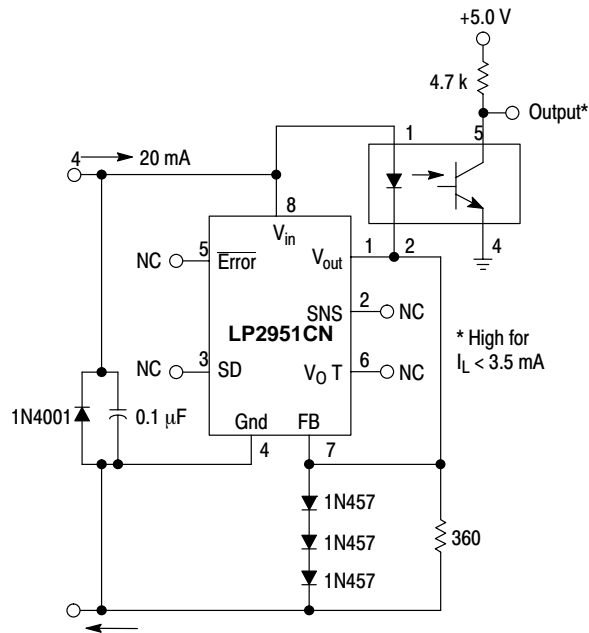 +5.0 V
4.7 k
Output*
1
5
4
20 mA
8
Vin
4
NC
5
Error
Vout
1
2
SNS
2
NC
LP2951CN
* High for
IL < 3.5 mA
NC
3
SD
VO T
6
NC
1N4001
0.1 μF
Gnd
FB
4
7
1N457
1N457
360
1N457